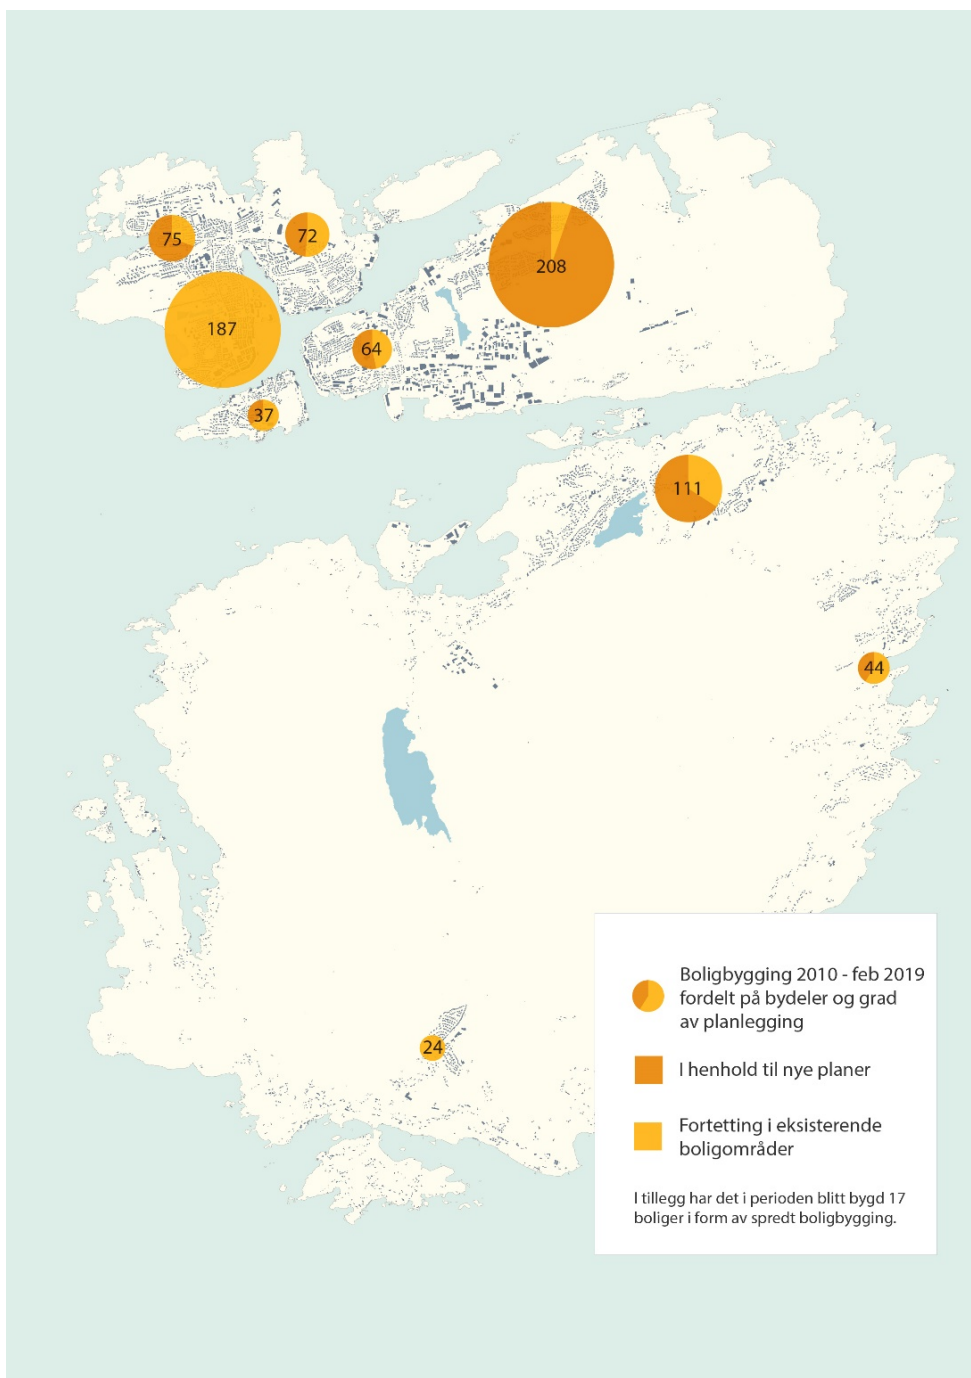 75
72
208
187
64
37
111
44
24
Boligbygging 2010 - feb 2019
fordelt på bydeler og grad
av planlegging
I henhold til nye planer
Fortetting i eksisterende
boligområder
I tillegg har det i perioden blitt bygd 17
boliger i form av spredt boligbygging.